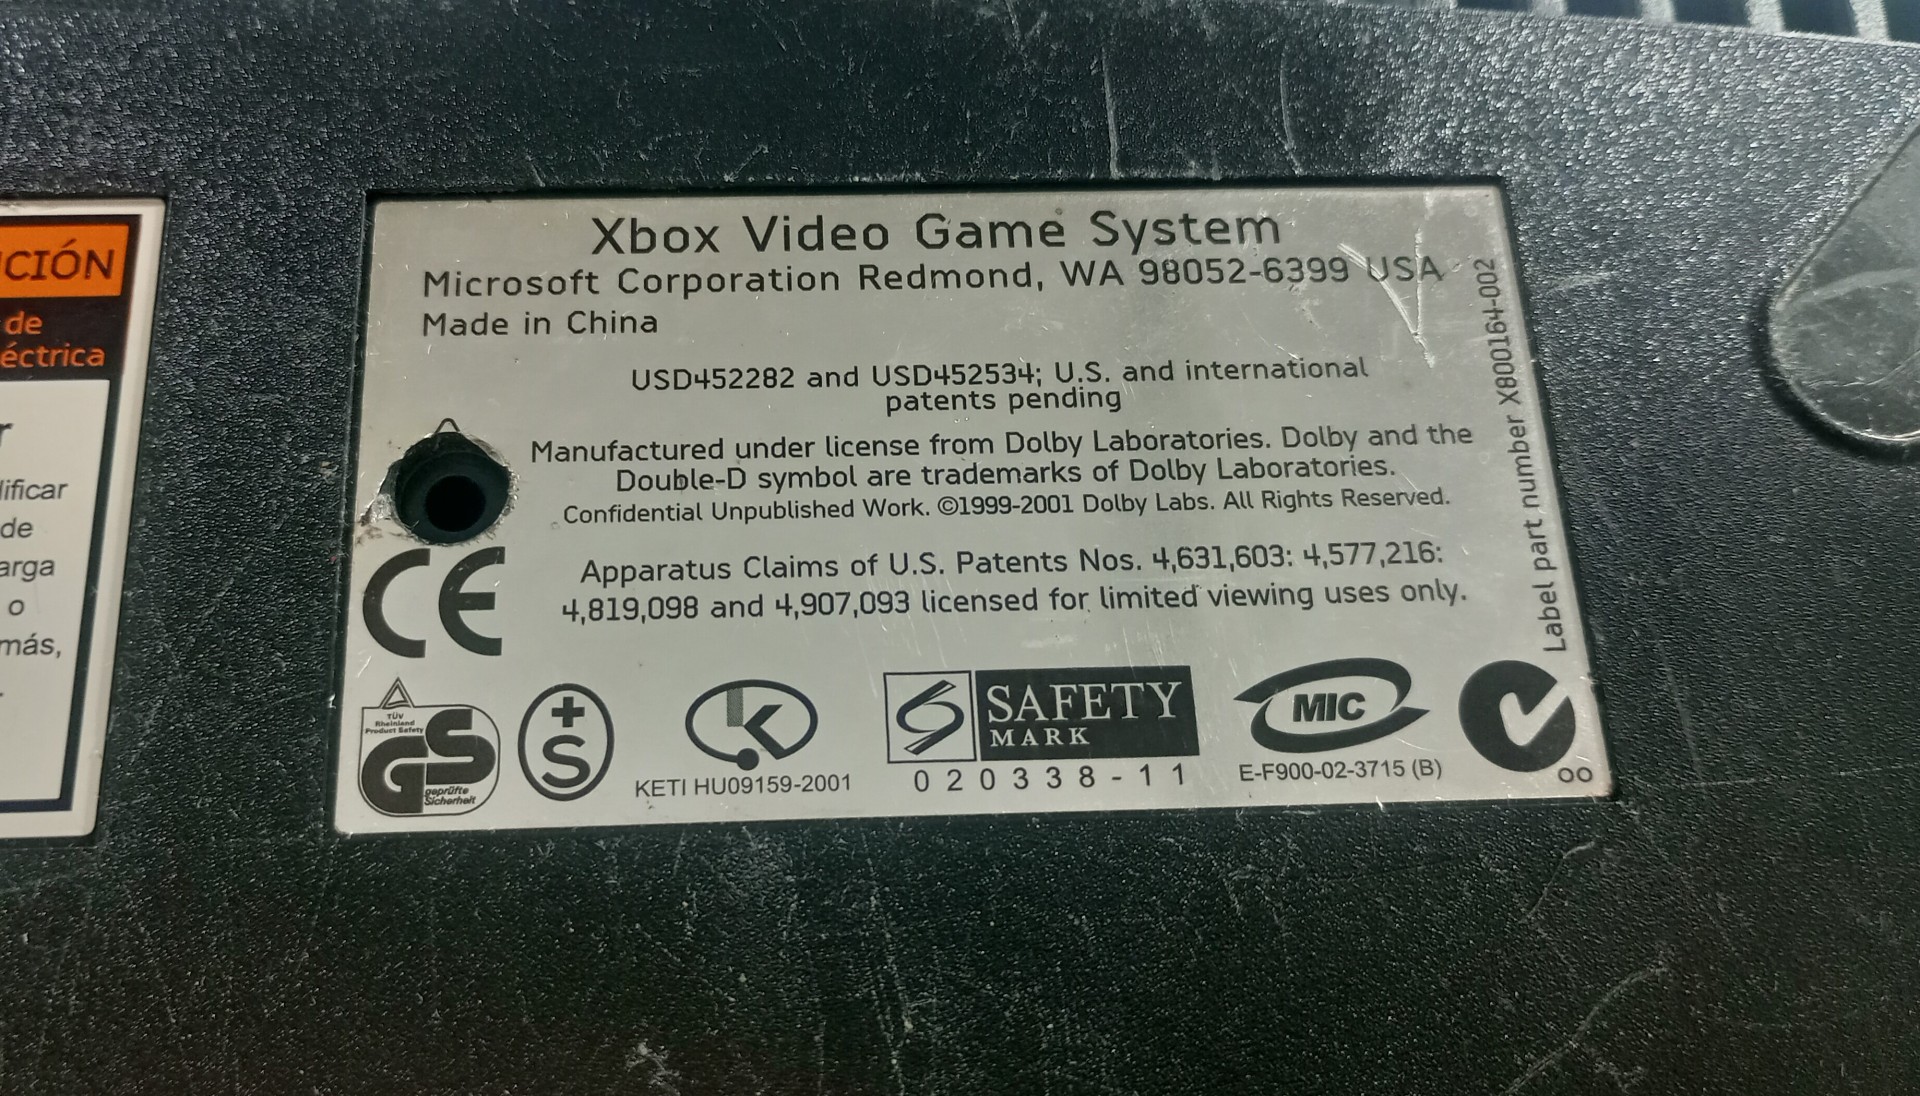 CIÓN
de
éctrica
r
lificar
de
arga
o
más,
Xbox Video Game System
Microsoft Corporation Redmond, WA 98052-6399 USA
Made in China
USD452282 and USD452534; U.S. and international
patents pending
Manufactured under license from Dolby Laboratories. Dolby and the
Double-D symbol are trademarks of Dolby Laboratories.
Confidential Unpublished Work. ©1999-2001 Dolby Labs. All Rights Reserved.
Apparatus Claims of U.S. Patents Nos. 4,631,603: 4,577,216:
4,819,098 and 4,907,093 licensed for limited viewing uses only.
Label part number X800164-002
CE
TÜV
Rheinland
Product Safety
GS
geprüfte
Sicherheit
+
S
K
KETI HU09159-2001
S
SAFETY
MARK
020338-11
MIC
E-F900-02-3715 (B)
00